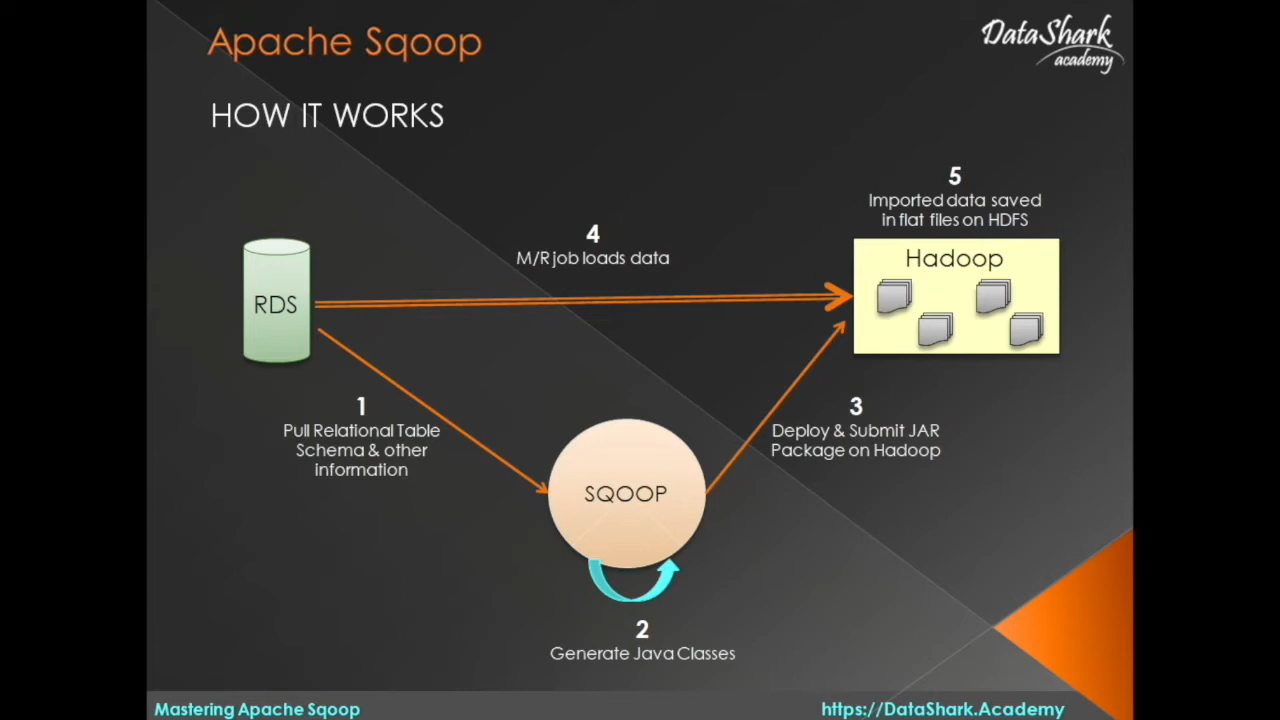 Apache Sqoop
DataShark
academy
HOW IT WORKS
5
Imported data saved
in flat files on HDFS
4
M/R job loads data
Hadoop
RDS
1
Pull Relational Table
Schema & other
information
3
Deploy & Submit JAR
Package on Hadoop
SQOOP
2
Generate Java Classes
Mastering Apache Sqoop
https://DataShark.Academy